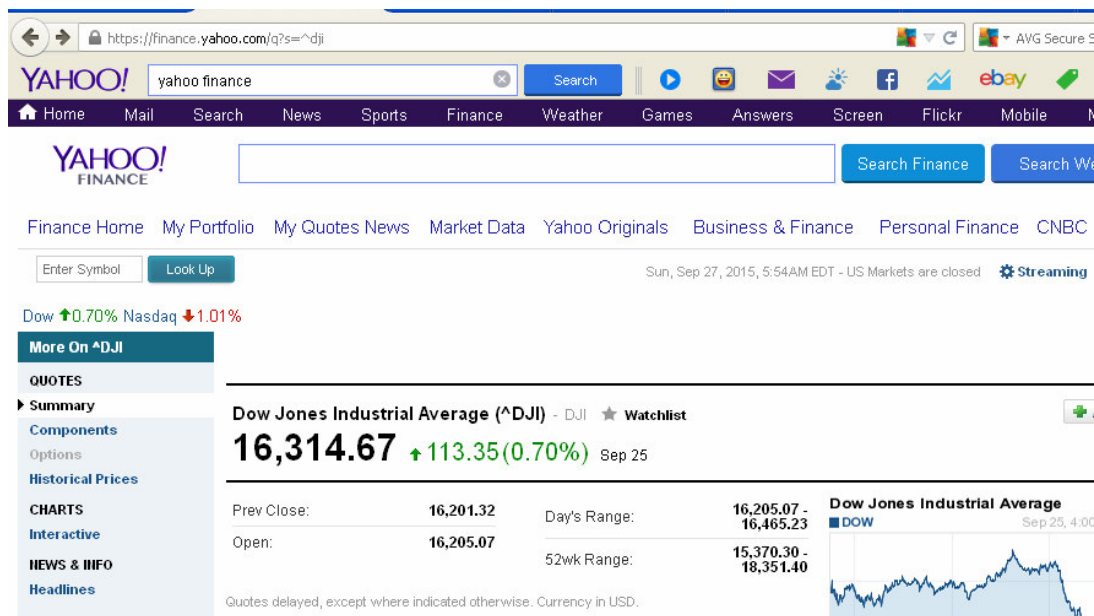 https://finance.yahoo.com/q?s=^dji
AVG Secure S
YAHOO! yahoo finance Search ebay
Home Mail Search News Sports Finance Weather Games Answers Screen Flickr Mobile
YAHOO!
FINANCE
Search Finance Search We
Finance Home My Portfolio My Quotes News Market Data Yahoo Originals Business & Finance Personal Finance CNBC
Enter Symbol Look Up Sun, Sep 27, 2015, 5:54AM EDT - US Markets are closed Streaming
Dow 0.70% Nasdaq 1.01%
More On ^DJI
QUOTES
Summary
Components
Options
Historical Prices
CHARTS
Interactive
NEWS & INFO
Headlines
Dow Jones Industrial Average (^DJI) - DJI Watchlist
16,314.67 113.35(0.70%) Sep 25
Prev Close: 16,201.32
Open: 16,205.07
Day's Range: 16,205.07 -
16,465.23
52wk Range: 15,370.30 -
18,351.40
Quotes delayed, except where indicated otherwise. Currency in USD.
Dow Jones Industrial Average
DOW Sep 25, 4:00